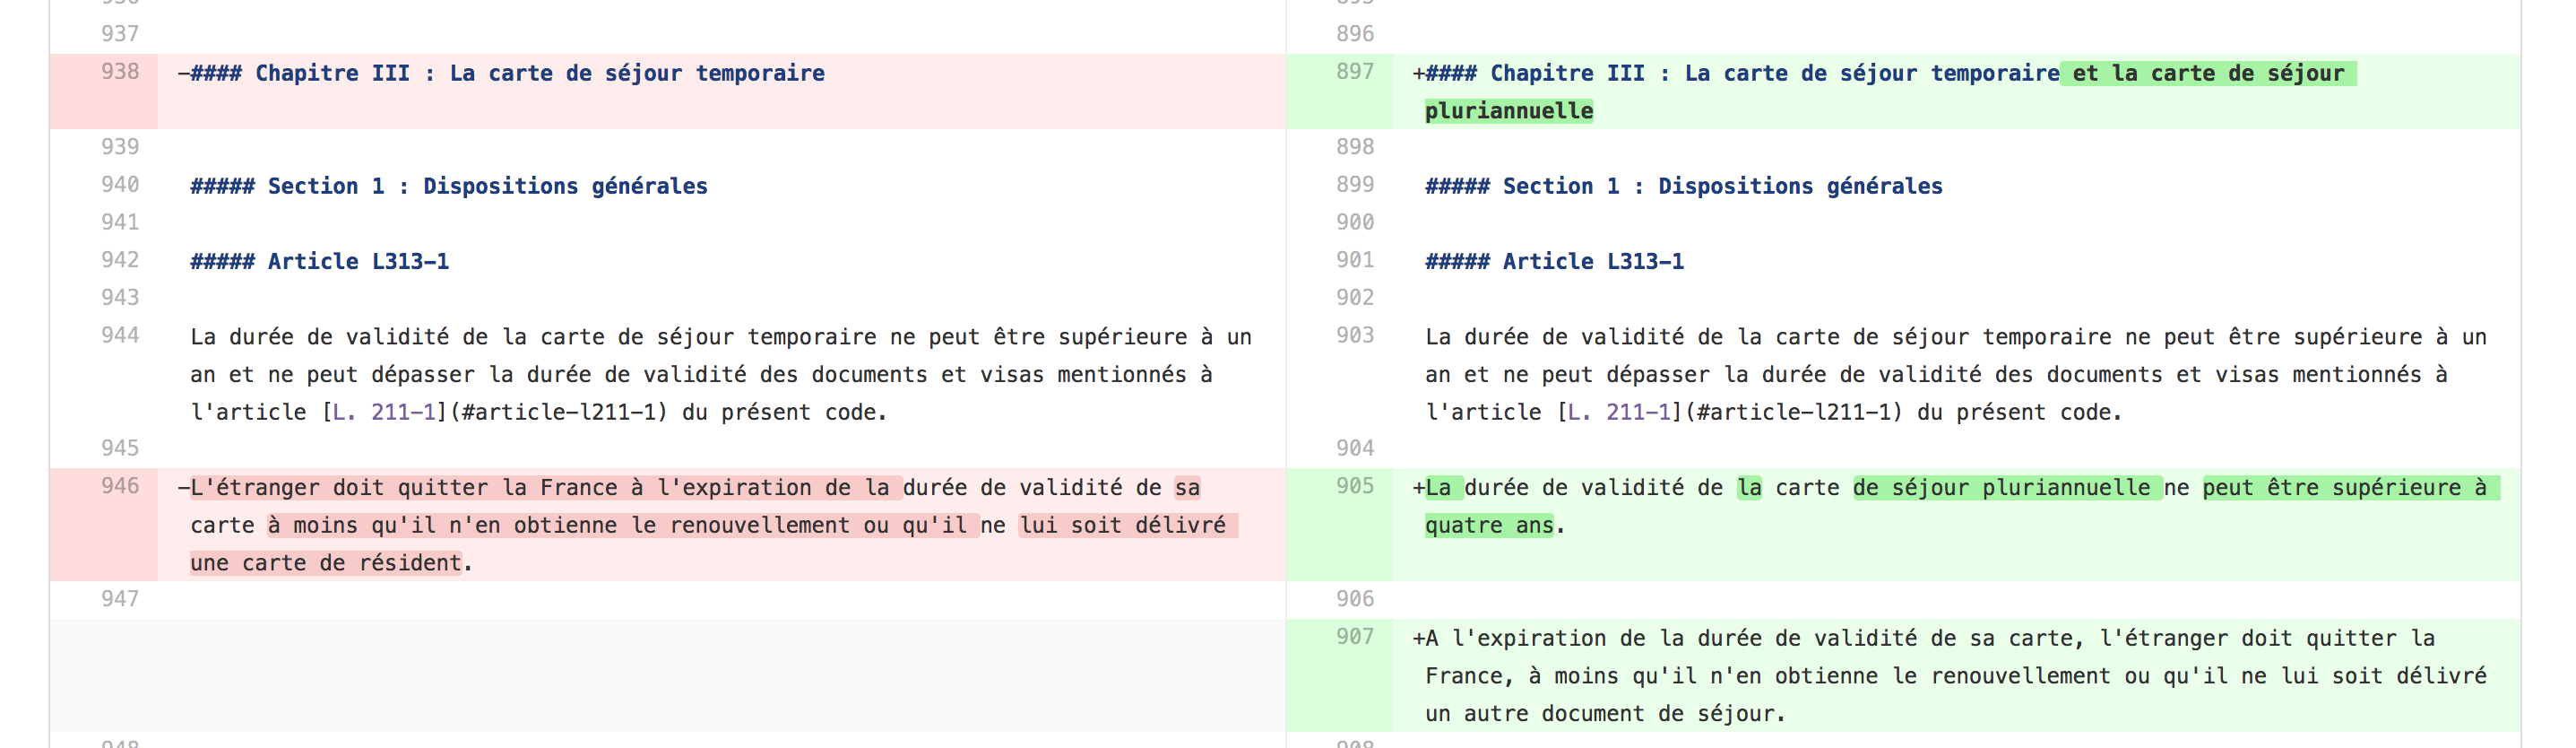 937
938 −#### Chapitre III : La carte de séjour temporaire
939
940 ##### Section 1 : Dispositions générales
941
942 ##### Article L313-1
943
944 La durée de validité de la carte de séjour temporaire ne peut être supérieure à un
an et ne peut dépasser la durée de validité des documents et visas mentionnés à
l'article [L. 211-1](#article-l211-1) du présent code.
945
946 −L'étranger doit quitter la France à l'expiration de la durée de validité de sa
carte à moins qu'il n'en obtienne le renouvellement ou qu'il ne lui soit délivré
une carte de résident.
947
896
897 +#### Chapitre III : La carte de séjour temporaire et la carte de séjour
pluriannuelle
898
899 ##### Section 1 : Dispositions générales
900
901 ##### Article L313-1
902
903 La durée de validité de la carte de séjour temporaire ne peut être supérieure à un
an et ne peut dépasser la durée de validité des documents et visas mentionnés à
l'article [L. 211-1](#article-l211-1) du présent code.
904
905 +La durée de validité de la carte de séjour pluriannuelle ne peut être supérieure à
quatre ans.
906
907 +A l'expiration de la durée de validité de sa carte, l'étranger doit quitter la
France, à moins qu'il n'en obtienne le renouvellement ou qu'il ne lui soit délivré
un autre document de séjour.